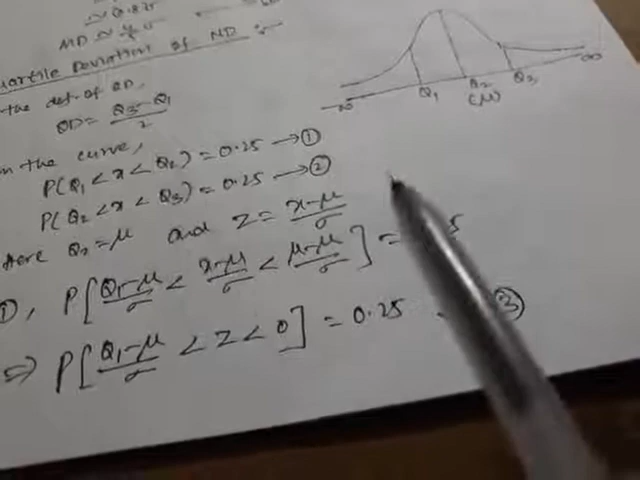 MD ≈ 4/5 σ
Quartile Deviation of ND :-
the def. of QD,
QD = Q3-Q1/2
-∞ Q1 Q2 (μ) Q3 ∞
the curve,
P(Q1 < x < Q2) = 0.25 → ①
P(Q2 < x < Q3) = 0.25 → ②
Here Q2 = μ and Z = x-μ/σ
①, P[Q1-μ/σ < x-μ/σ < μ-μ/σ] =
⇒ P[Q1-μ/σ < Z < 0] = 0.25 ③